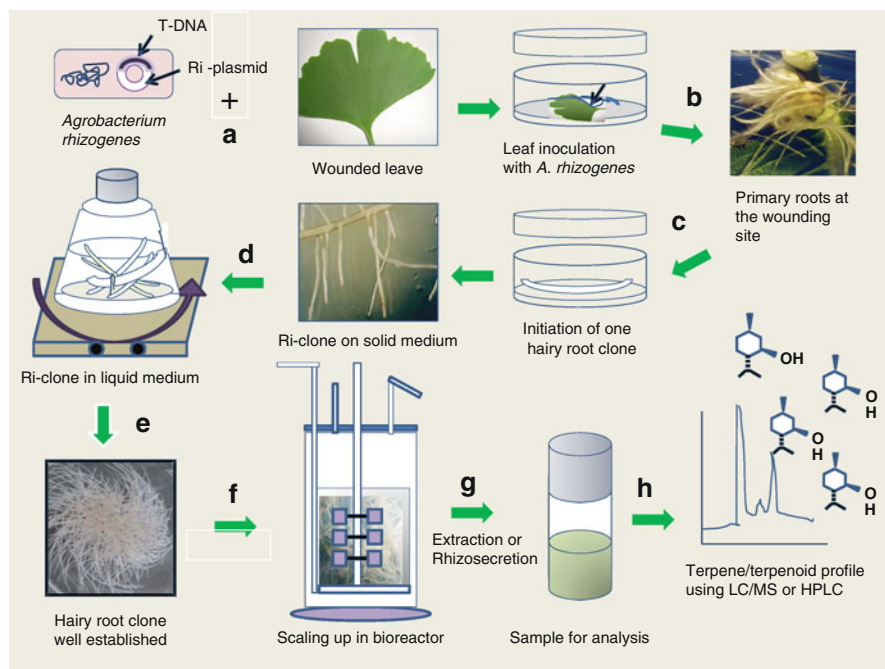 T-DNA
Ri -plasmid
+
Agrobacterium
rhizogenes
a
Wounded leave
Leaf inoculation
with A. rhizogenes
b
Primary roots at
the wounding
site
c
Initiation of one
hairy root clone
Ri-clone on solid medium
d
Ri-clone in liquid medium
e
Hairy root clone
well established
f
Scaling up in bioreactor
g
Extraction or
Rhizosecretion
Sample for analysis
h
OH
O
H
O
H
O
H
Terpene/terpenoid profile
using LC/MS or HPLC